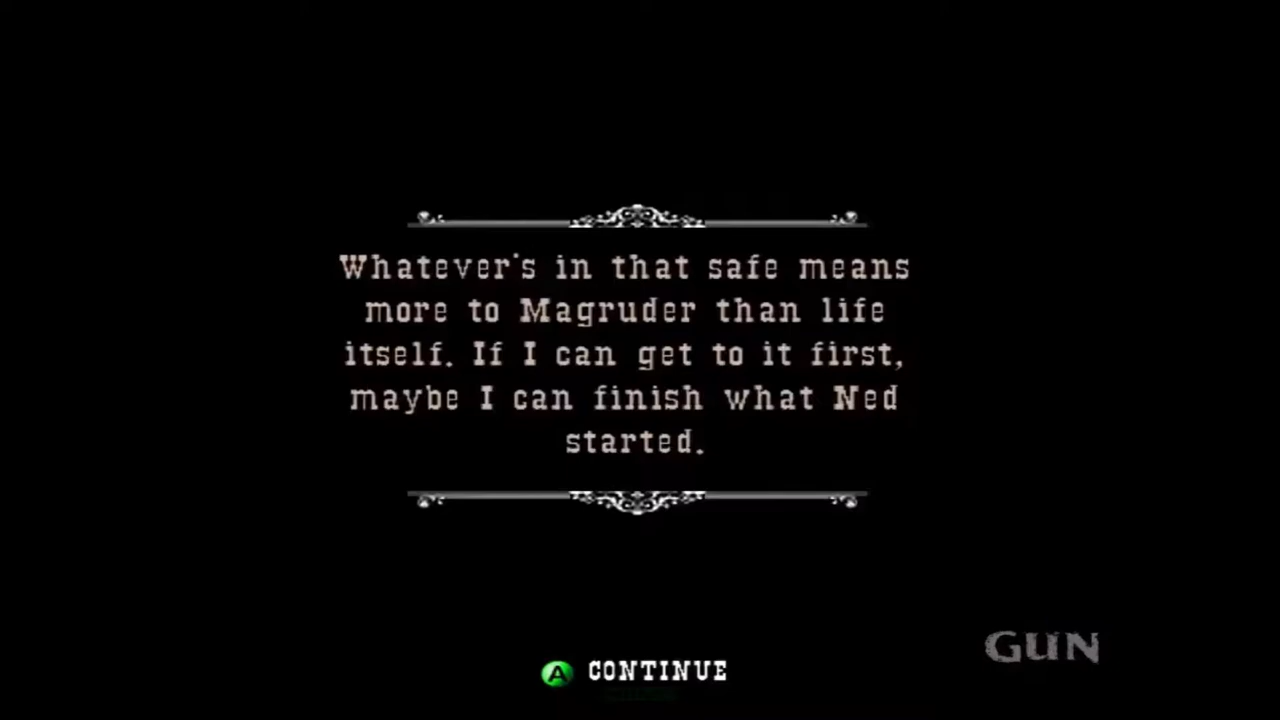 Whatever's in that safe means
more to Magruder than life
itself. If I can get to it first,
maybe I can finish what Ned
started.
GUN
A CONTINUE